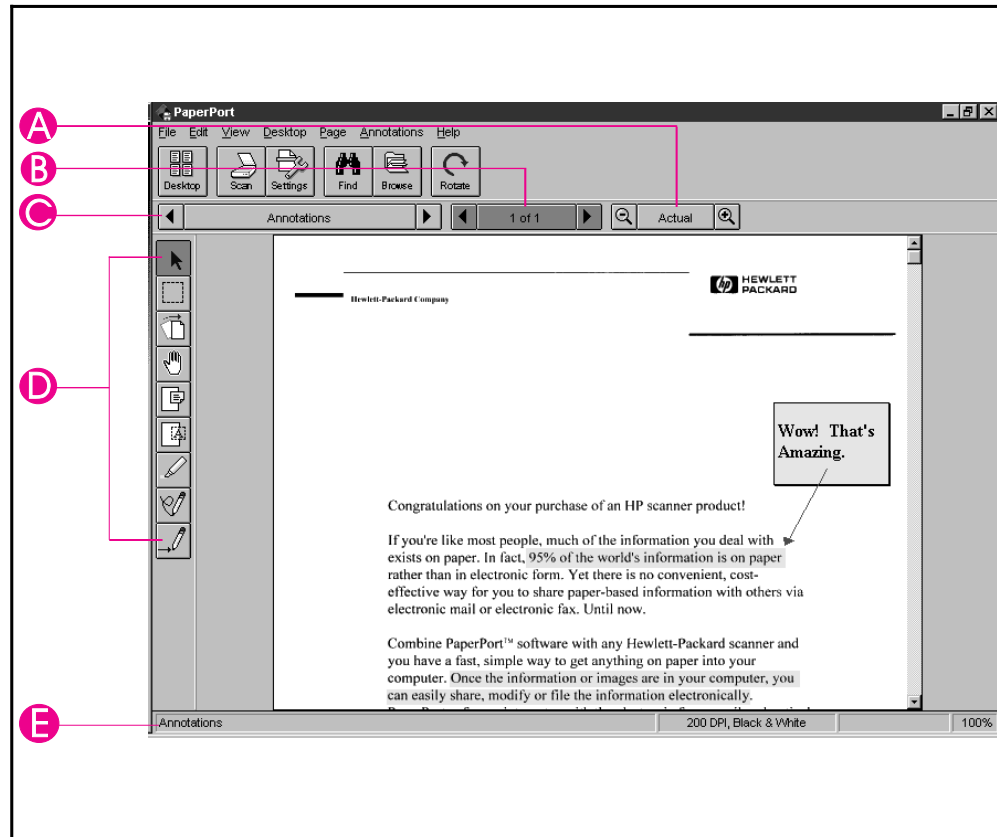 PaperPort
File Edit View Desktop Page Annotations Help
A
B
Desktop Scan Settings Find Browse Rotate
C
Annotations 1 of 1 Actual
HEWLETT
PACKARD
hp
Hewlett-Packard Company
D
Wow! That's
Amazing.
Congratulations on your purchase of an HP scanner product!
If you're like most people, much of the information you deal with
exists on paper. In fact, 95% of the world's information is on paper
rather than in electronic form. Yet there is no convenient, cost-
effective way for you to share paper-based information with others via
electronic mail or electronic fax. Until now.
Combine PaperPort™ software with any Hewlett-Packard scanner and
you have a fast, simple way to get anything on paper into your
computer. Once the information or images are in your computer, you
can easily share, modify or file the information electronically.
E
Annotations 200 DPI, Black & White 100%